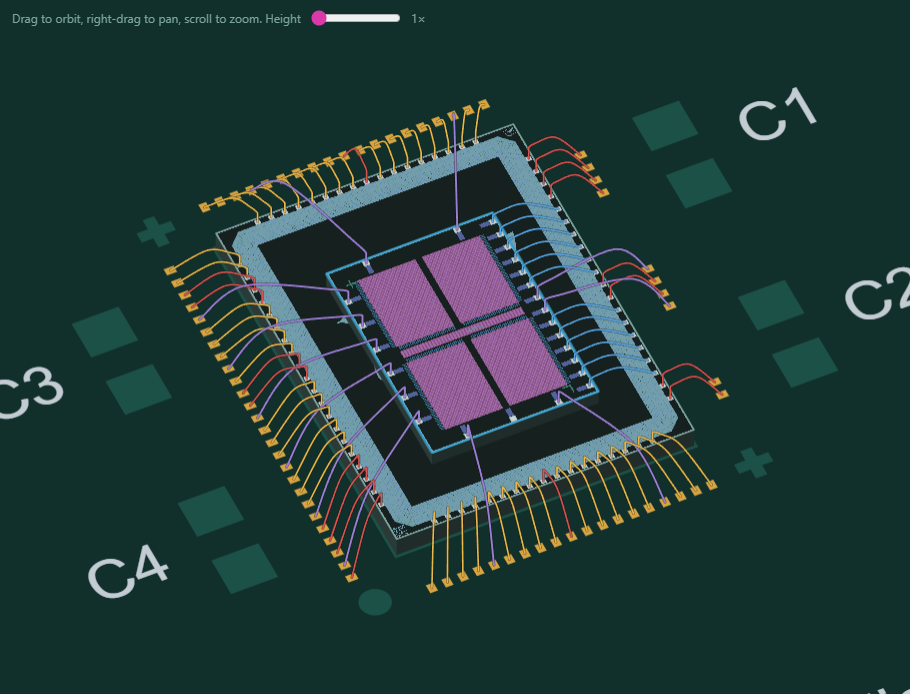 Drag to orbit, right-drag to pan, scroll to zoom. Height 1×
C1
C2
C3
C4